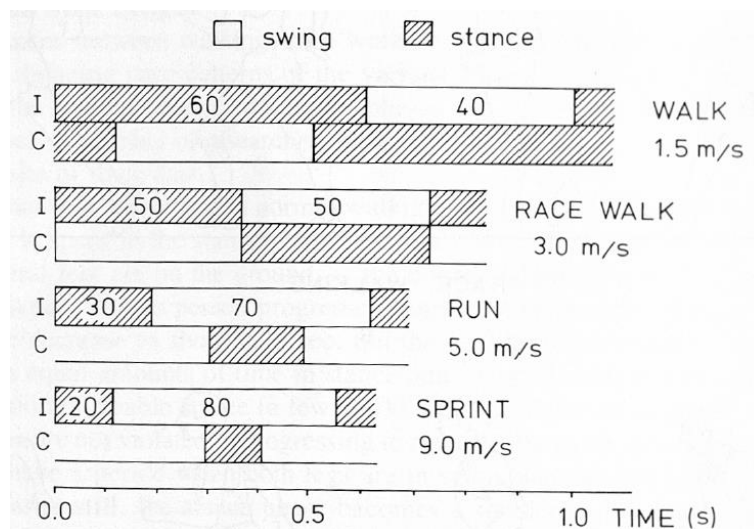 swing stance
I 60 40 WALK
C 1.5 m/s
I 50 50 RACE WALK
C 3.0 m/s
I 30 70 RUN
C 5.0 m/s
I 20 80 SPRINT
C 9.0 m/s
0.0 0.5 1.0 TIME (s)